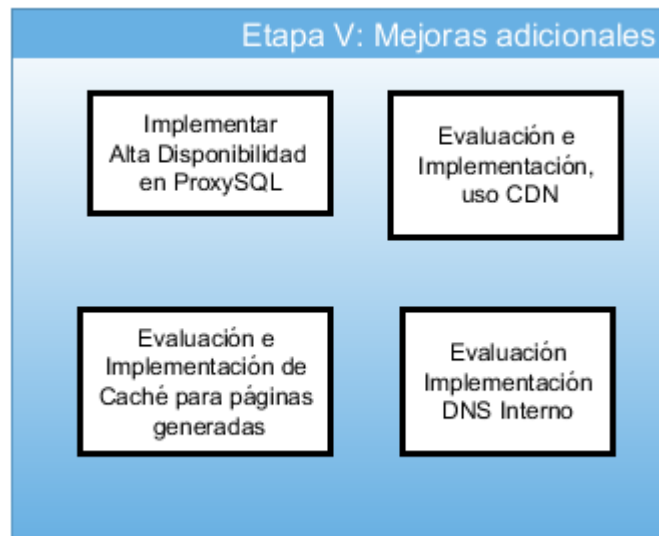 Etapa V: Mejoras adicionales
Implementar
Alta Disponibilidad
en ProxySQL
Evaluación e
Implementación,
uso CDN
Evaluación e
Implementación de
Caché para páginas
generadas
Evaluación
Implementación
DNS Interno